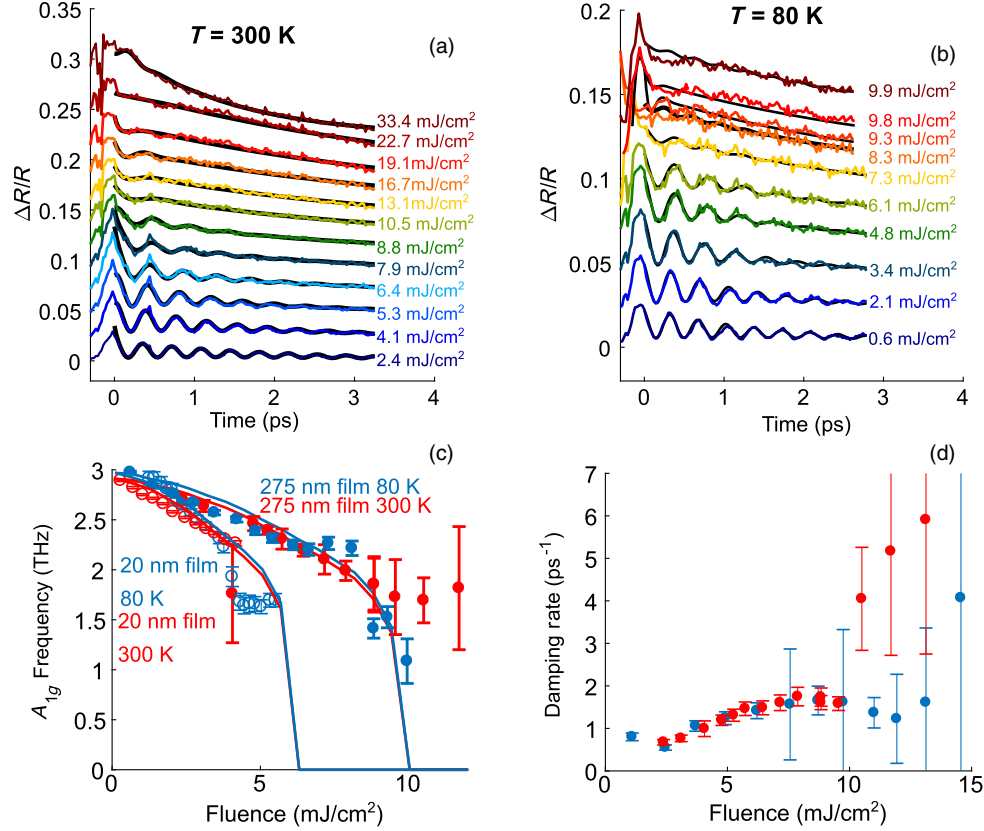 T = 300 K
(a)
0.35
0.3
0.25
0.2
0.15
0.1
0.05
0
ΔR/R
33.4 mJ/cm²
22.7 mJ/cm²
19.1mJ/cm²
16.7 mJ/cm²
13.1mJ/cm²
10.5 mJ/cm²
8.8 mJ/cm²
7.9 mJ/cm²
6.4 mJ/cm²
5.3 mJ/cm²
4.1 mJ/cm²
2.4 mJ/cm²
0 1 2 3 4
Time (ps)
T = 80 K
(b)
0.2
0.15
0.1
0.05
0
ΔR/R
9.9 mJ/cm²
9.8 mJ/cm²
9.3 mJ/cm²
8.3 mJ/cm²
7.3 mJ/cm²
6.1 mJ/cm²
4.8 mJ/cm²
3.4 mJ/cm²
2.1 mJ/cm²
0.6 mJ/cm²
0 1 2 3 4
Time (ps)
(c)
3
2.5
2
1.5
1
0.5
0
A1g Frequency (THz)
275 nm film 80 K
275 nm film 300 K
20 nm film
80 K
20 nm film
300 K
0 5 10
Fluence (mJ/cm²)
(d)
7
6
5
4
3
2
1
0
Damping rate (ps⁻¹)
0 5 10 15
Fluence (mJ/cm²)